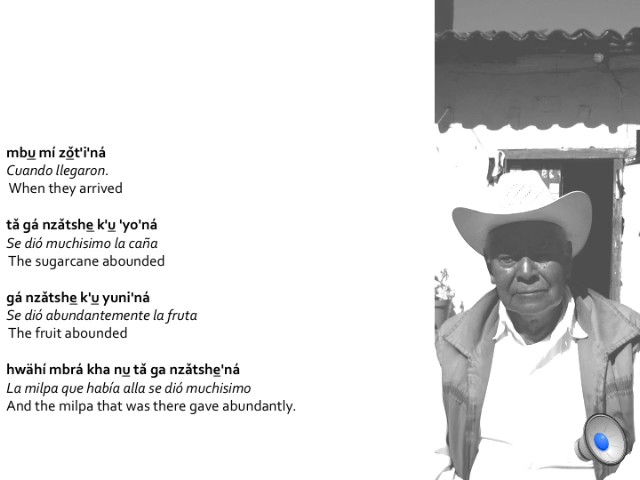 mbu̲ mí zǒ̲t'i'ná
Cuando llegaron.
When they arrived
tǎ gá nzǎtshe̲ k'u̲ 'yo'ná
Se dió muchisimo la caña
The sugarcane abounded
gá nzǎtshe̲ k'u̲ yuni'ná
Se dió abundantemente la fruta
The fruit abounded
hwähí mbrá kha nu̲ tǎ ga nzǎtshe̲'ná
La milpa que había alla se dió muchisimo
And the milpa that was there gave abundantly.